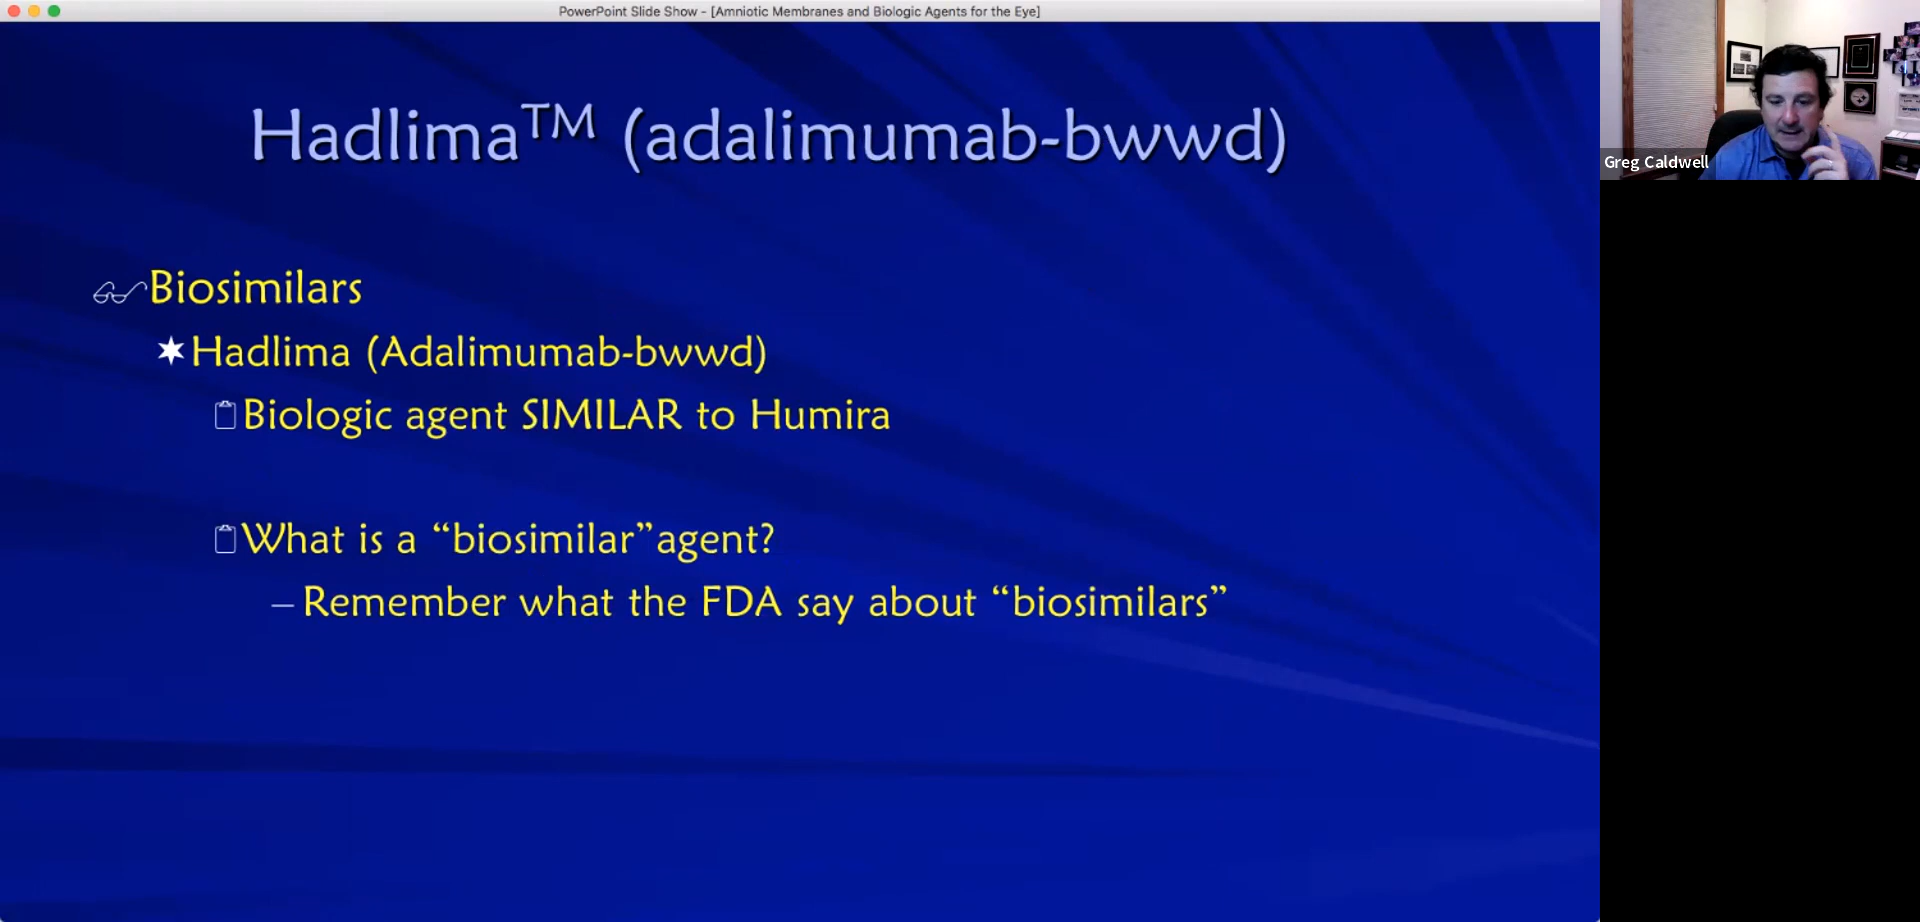 PowerPoint Slide Show - [Amniotic Membranes and Biologic Agents for the Eye]
Hadlima™ (adalimumab-bwwd)
Biosimilars
Hadlima (Adalimumab-bwwd)
Biologic agent SIMILAR to Humira
What is a “biosimilar”agent?
– Remember what the FDA say about “biosimilars”
Greg Caldwell